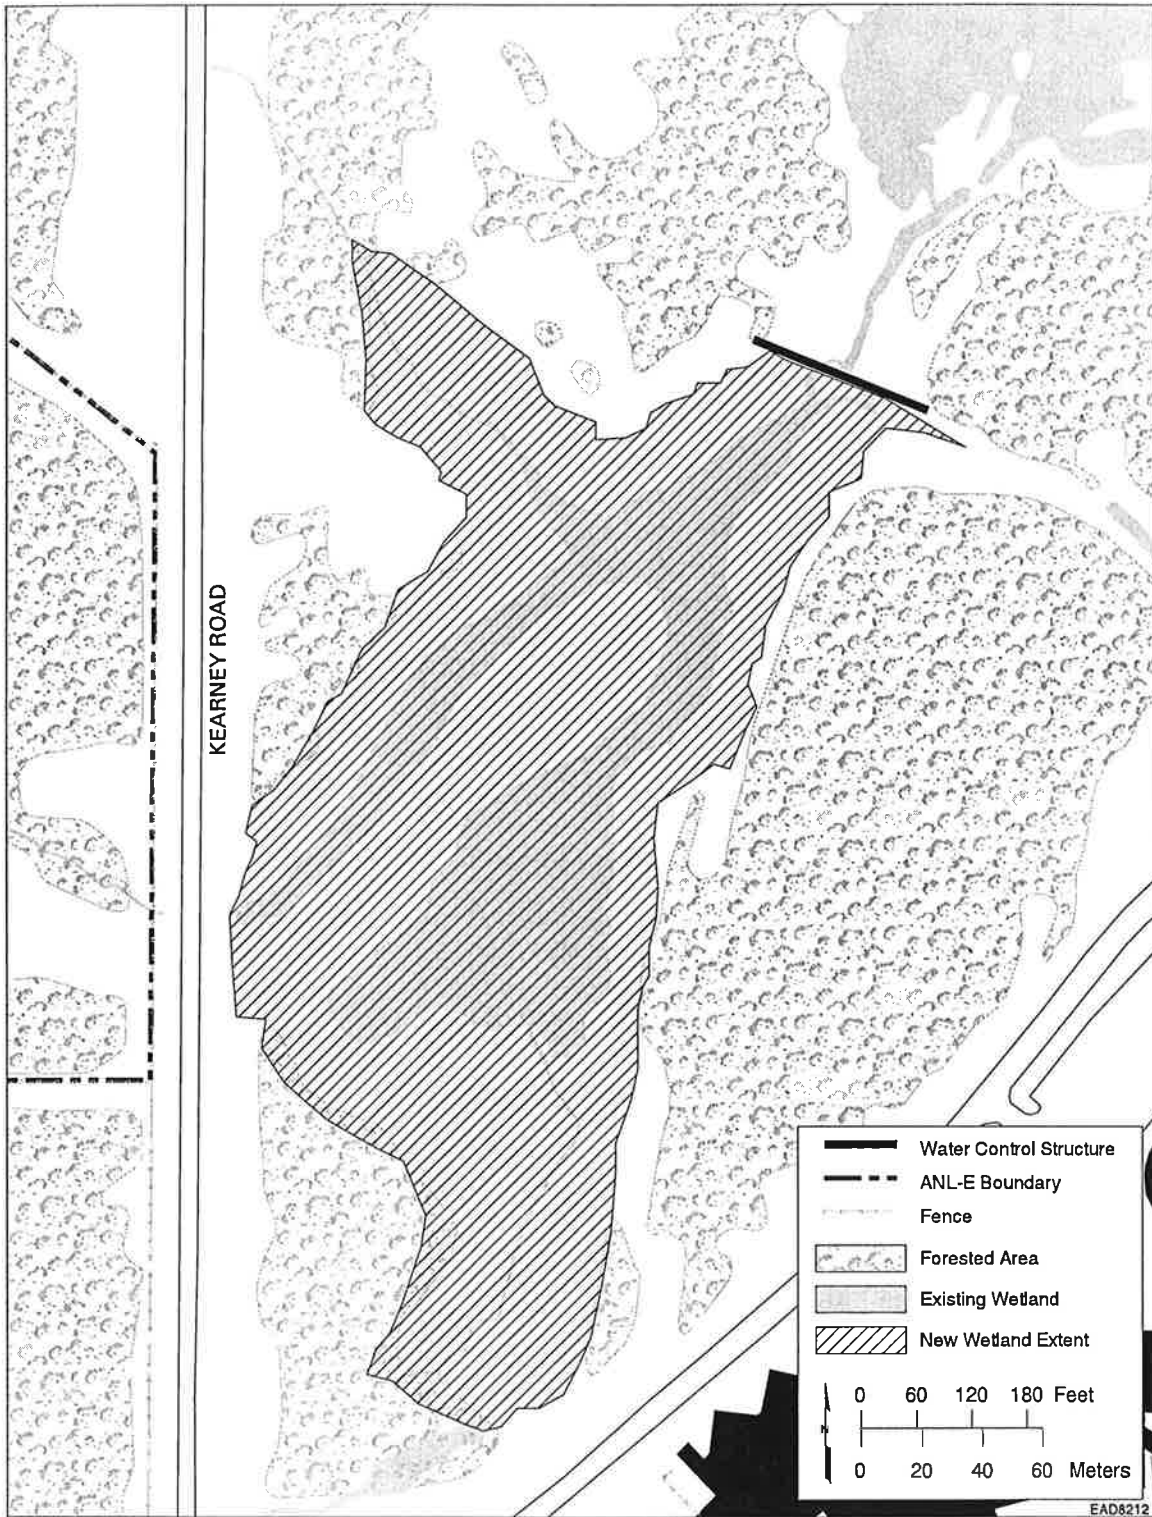 KEARNEY ROAD
Water Control Structure
ANL-E Boundary
Fence
Forested Area
Existing Wetland
New Wetland Extent
N
0 60 120 180 Feet
0 20 40 60 Meters
EAD8212